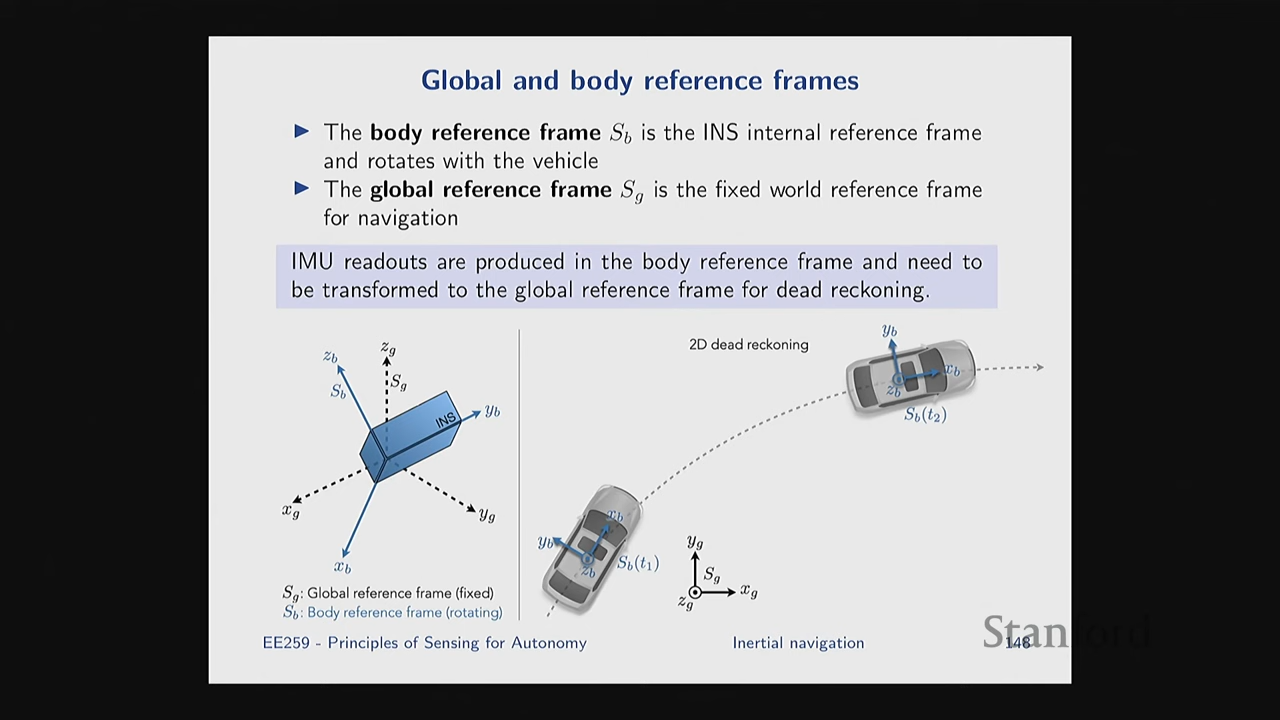 Global and body reference frames
▶ The body reference frame S_b is the INS internal reference frame
and rotates with the vehicle
▶ The global reference frame S_g is the fixed world reference frame
for navigation
IMU readouts are produced in the body reference frame and need to
be transformed to the global reference frame for dead reckoning.
z_b
z_g
S_b
S_g
INS
y_b
x_g
y_g
x_b
S_g: Global reference frame (fixed)
S_b: Body reference frame (rotating)
2D dead reckoning
y_b
x_b
z_b
S_b(t_2)
x_b
y_b
z_b
S_b(t_1)
y_g
S_g
x_g
z_g
EE259 - Principles of Sensing for Autonomy
Inertial navigation
148
Stanford